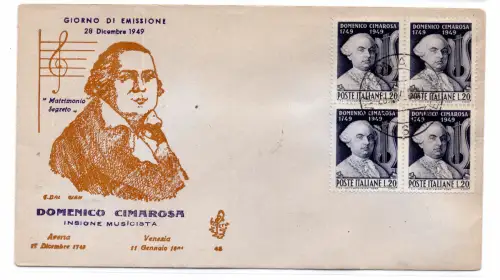 GIORNO DI EMISSIONE
28 Dicembre 1949
" Matrimonio
Segreto "
DOMENICO CIMAROSA
INSIGNE MUSICISTA
Aversa
17 Dicembre 1749
Venezia
11 Gennaio 1801
48
DOMENICO CIMAROSA
1749 1949
POSTE ITALIANE L.20
DOMENICO CIMAROSA
1749 1949
POSTE ITALIANE L.20
DOMENICO CIMAROSA
1749 1949
POSTE ITALIANE L.20
DOMENICO CIMAROSA
1749 1949
POSTE ITALIANE L.20